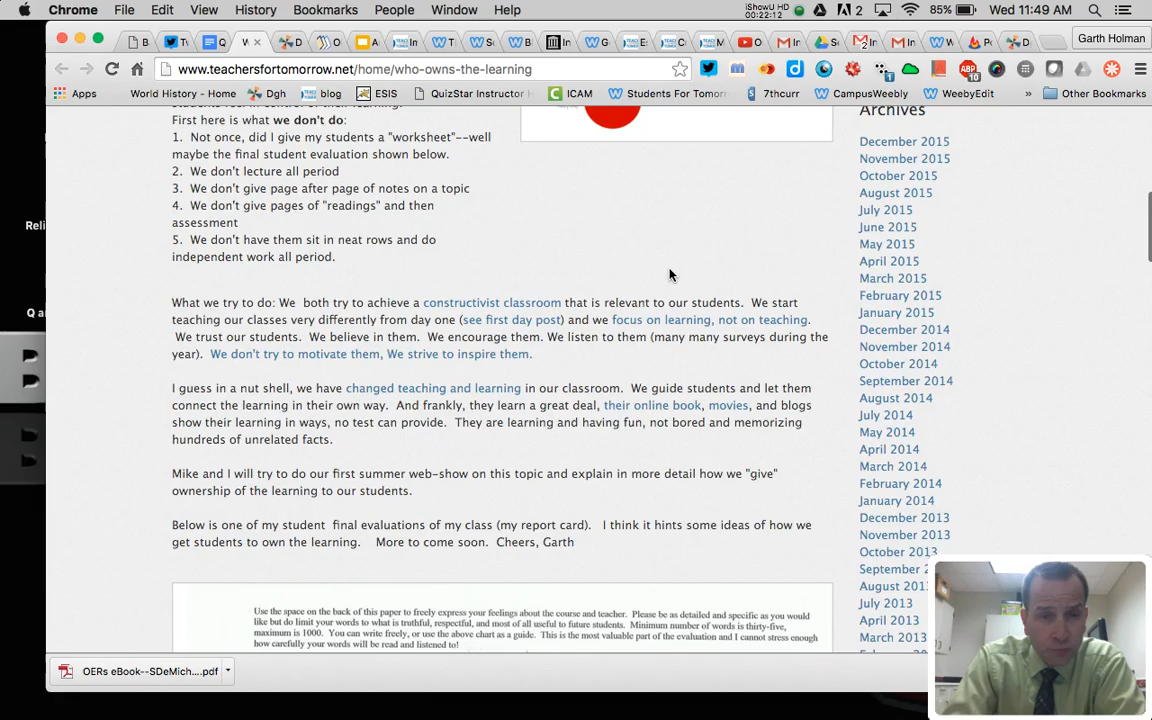 Chrome File Edit View History Bookmarks People Window Help
iShowU HD
00:22:12
2
85%
Wed 11:49 AM
Garth Holman
www.teachersfortomorrow.net/home/who-owns-the-learning
Apps World History - Home Dgh blog ESIS QuizStar Instructor ICAM Students For Tomorr 7thcurr CampusWeebly WeebyEdit » Other Bookmarks
First here is what we don't do:
1. Not once, did I give my students a "worksheet"--well
maybe the final student evaluation shown below.
2. We don't lecture all period
3. We don't give page after page of notes on a topic
4. We don't give pages of "readings" and then
assessment
5. We don't have them sit in neat rows and do
independent work all period.
What we try to do: We both try to achieve a constructivist classroom that is relevant to our students. We start
teaching our classes very differently from day one (see first day post) and we focus on learning, not on teaching.
We trust our students. We believe in them. We encourage them. We listen to them (many many surveys during the
year). We don't try to motivate them, We strive to inspire them.
I guess in a nut shell, we have changed teaching and learning in our classroom. We guide students and let them
connect the learning in their own way. And frankly, they learn a great deal, their online book, movies, and blogs
show their learning in ways, no test can provide. They are learning and having fun, not bored and memorizing
hundreds of unrelated facts.
Mike and I will try to do our first summer web-show on this topic and explain in more detail how we "give"
ownership of the learning to our students.
Below is one of my student final evaluations of my class (my report card). I think it hints some ideas of how we
get students to own the learning. More to come soon. Cheers, Garth
Use the space on the back of this paper to freely express your feelings about the course and teacher. Please be as detailed and specific as you would
like but do limit your words to what is truthful, respectful, and most of all useful to future students. Minimum number of words is thirty-five,
maximum is 1000. You can write freely, or use the above chart as a guide. This is the most valuable part of the evaluation and I cannot stress enough
how carefully your words will be read and listened to!
Archives
December 2015
November 2015
October 2015
August 2015
July 2015
June 2015
May 2015
April 2015
March 2015
February 2015
January 2015
December 2014
November 2014
October 2014
September 2014
August 2014
July 2014
May 2014
April 2014
March 2014
February 2014
January 2014
December 2013
November 2013
October 2013
September
August
July 2013
April 2013
March 2013
OERs eBook--SDeMich....pdf
Reli
Q a